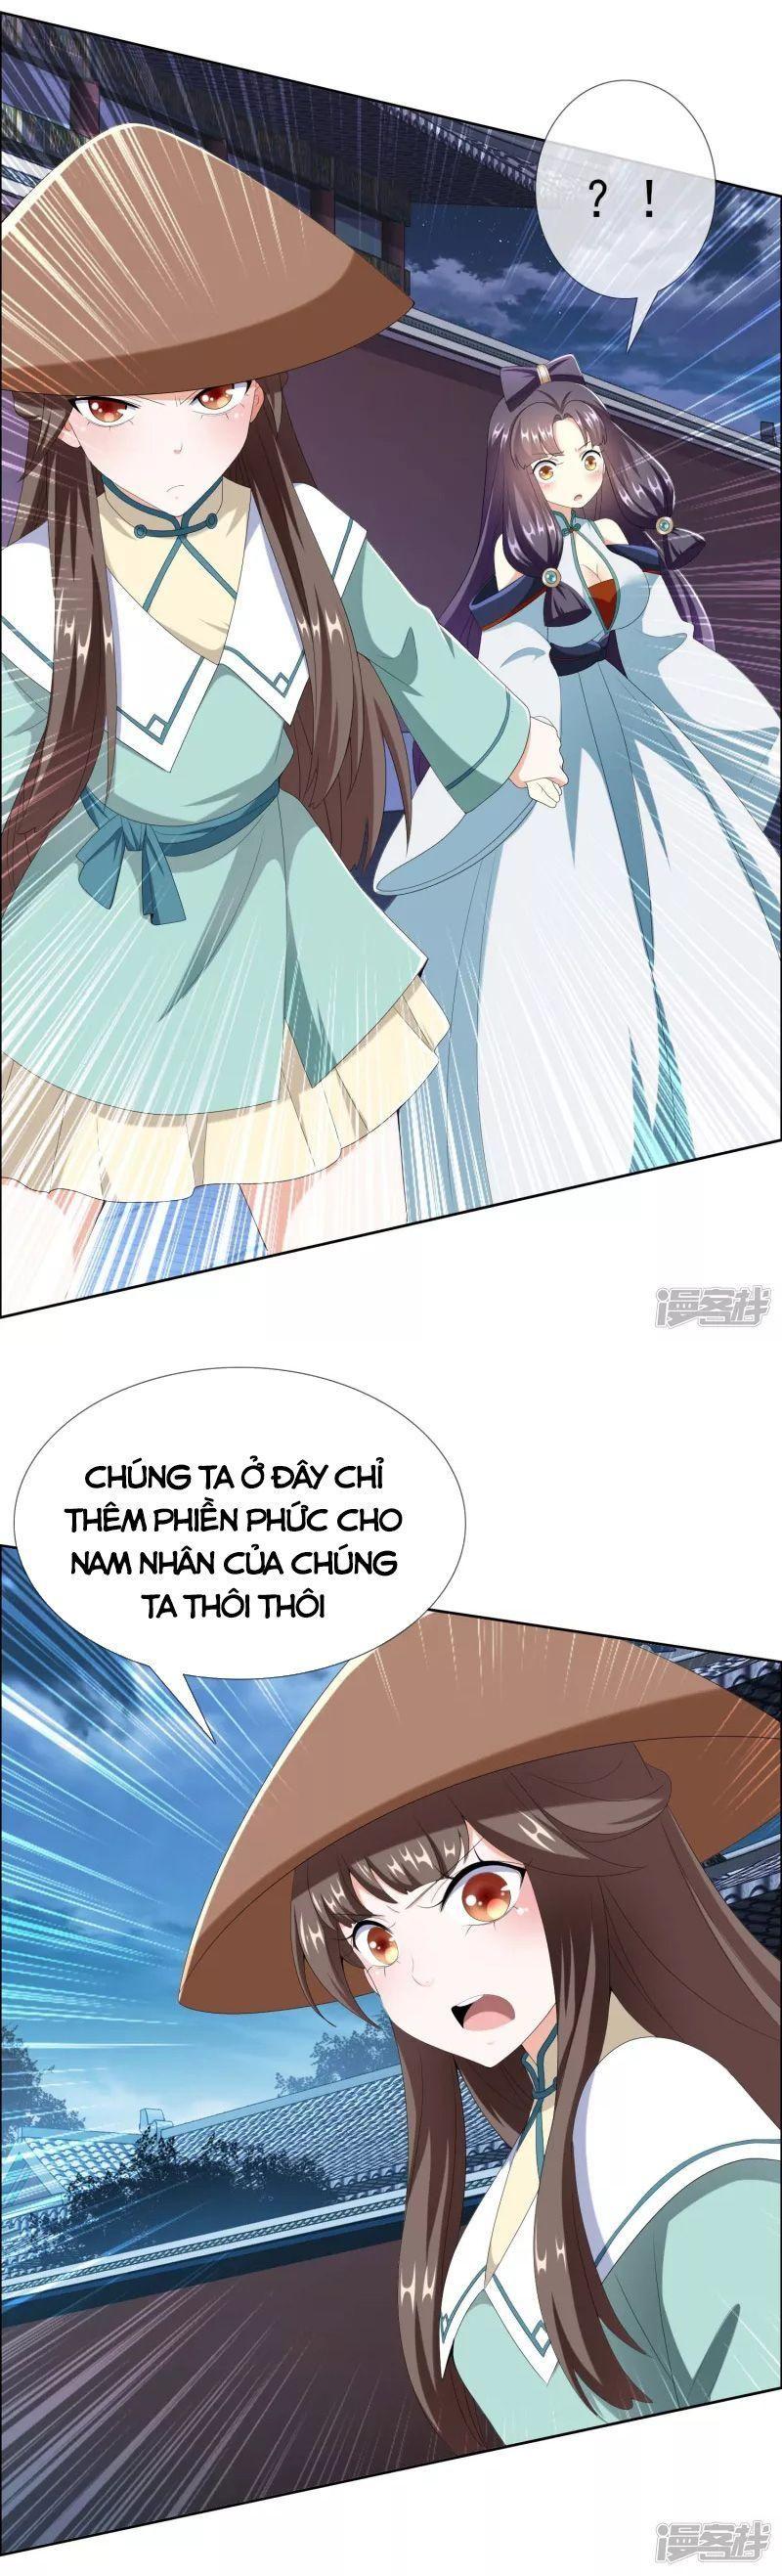 ? !
漫客栈
CHÚNG TA Ở ĐÂY CHỈ
THÊM PHIỀN PHỨC CHO
NAM NHÂN CỦA CHÚNG
TA THÔI THÔI
漫客栈